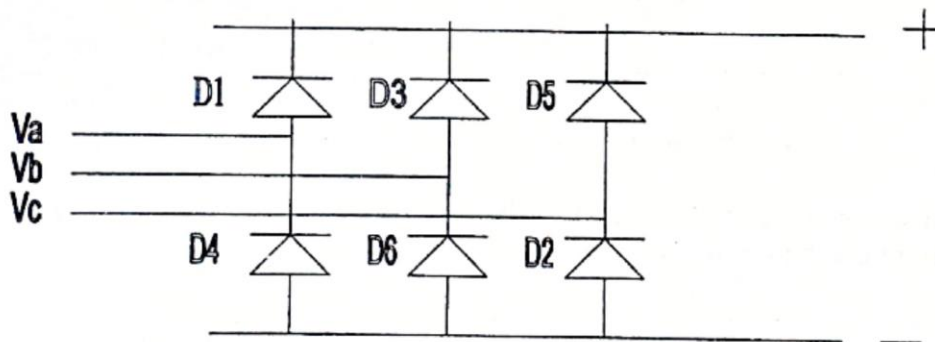 +
D1 D3 D5
Va
Vb
Vc
D4 D6 D2
—